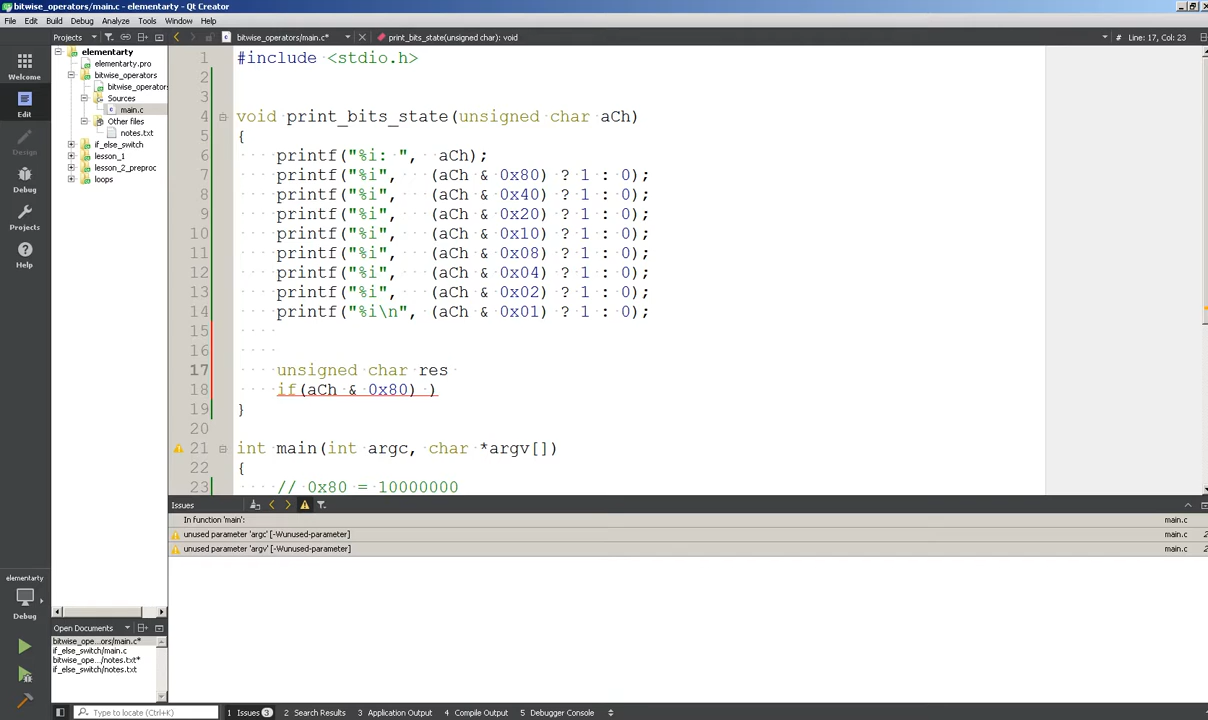 bitwise_operators/main.c - elementarty - Qt Creator
File Edit Build Debug Analyze Tools Window Help
Projects bitwise_operators/main.c* print_bits_state(unsigned char): void # Line: 17, Col: 23
Welcome
Edit
Design
Debug
Projects
Help
elementarty
Debug
elementarty
elementarty.pro
bitwise_operators
bitwise_operators
Sources
main.c
Other files
notes.txt
if_else_switch
lesson_1
lesson_2_preproc
loops
Open Documents
bitwise_ope...ors/main.c*
if_else_switch/main.c
bitwise_ope.../notes.txt*
if_else_switch/notes.txt
1 #include <stdio.h>
2
3
4 void print_bits_state(unsigned char aCh)
5 {
6 printf("%i: ", aCh);
7 printf("%i", (aCh & 0x80) ? 1 : 0);
8 printf("%i", (aCh & 0x40) ? 1 : 0);
9 printf("%i", (aCh & 0x20) ? 1 : 0);
10 printf("%i", (aCh & 0x10) ? 1 : 0);
11 printf("%i", (aCh & 0x08) ? 1 : 0);
12 printf("%i", (aCh & 0x04) ? 1 : 0);
13 printf("%i", (aCh & 0x02) ? 1 : 0);
14 printf("%i\n", (aCh & 0x01) ? 1 : 0);
15
16
17 unsigned char res
18 if(aCh & 0x80) )
19 }
20
21 int main(int argc, char *argv[])
22 {
23 // 0x80 = 10000000
Issues
In function 'main': main.c
unused parameter 'argc' [-Wunused-parameter] main.c 2
unused parameter 'argv' [-Wunused-parameter] main.c 2
Type to locate (Ctrl+K) 1 Issues 3 2 Search Results 3 Application Output 4 Compile Output 5 Debugger Console